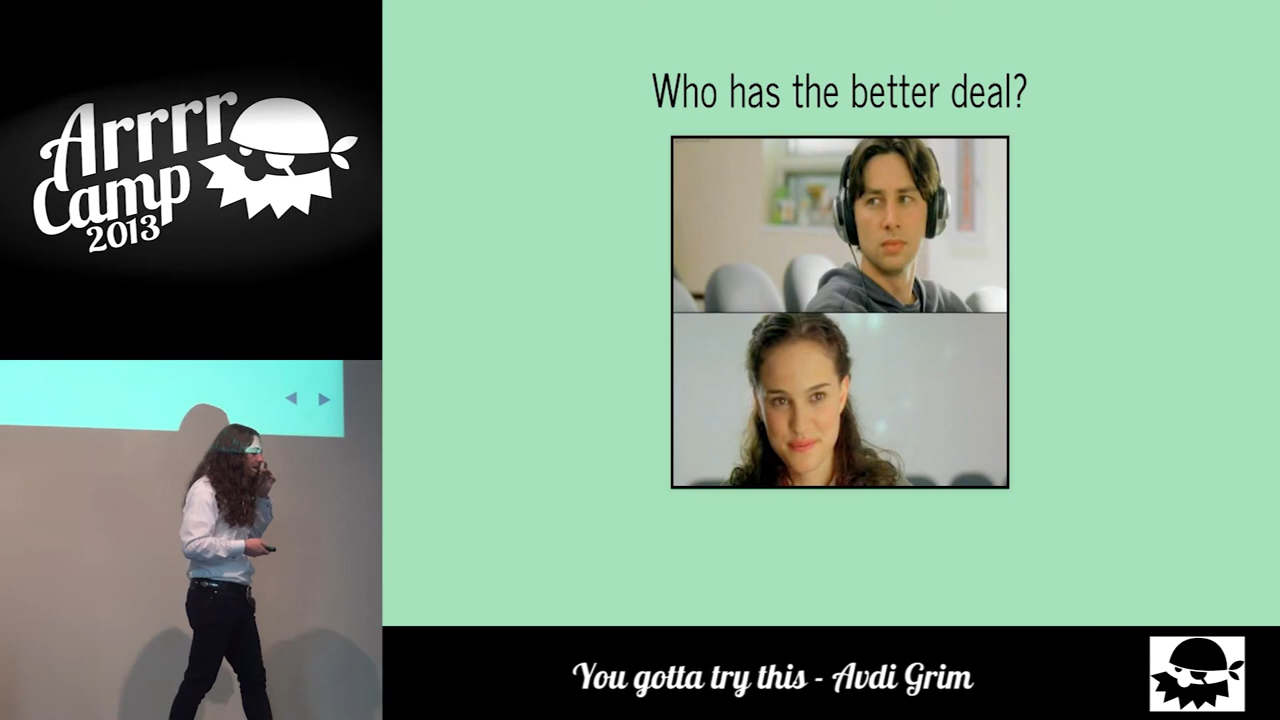 Arrrr
Camp
2013
Who has the better deal?
You gotta try this - Avdi Grim